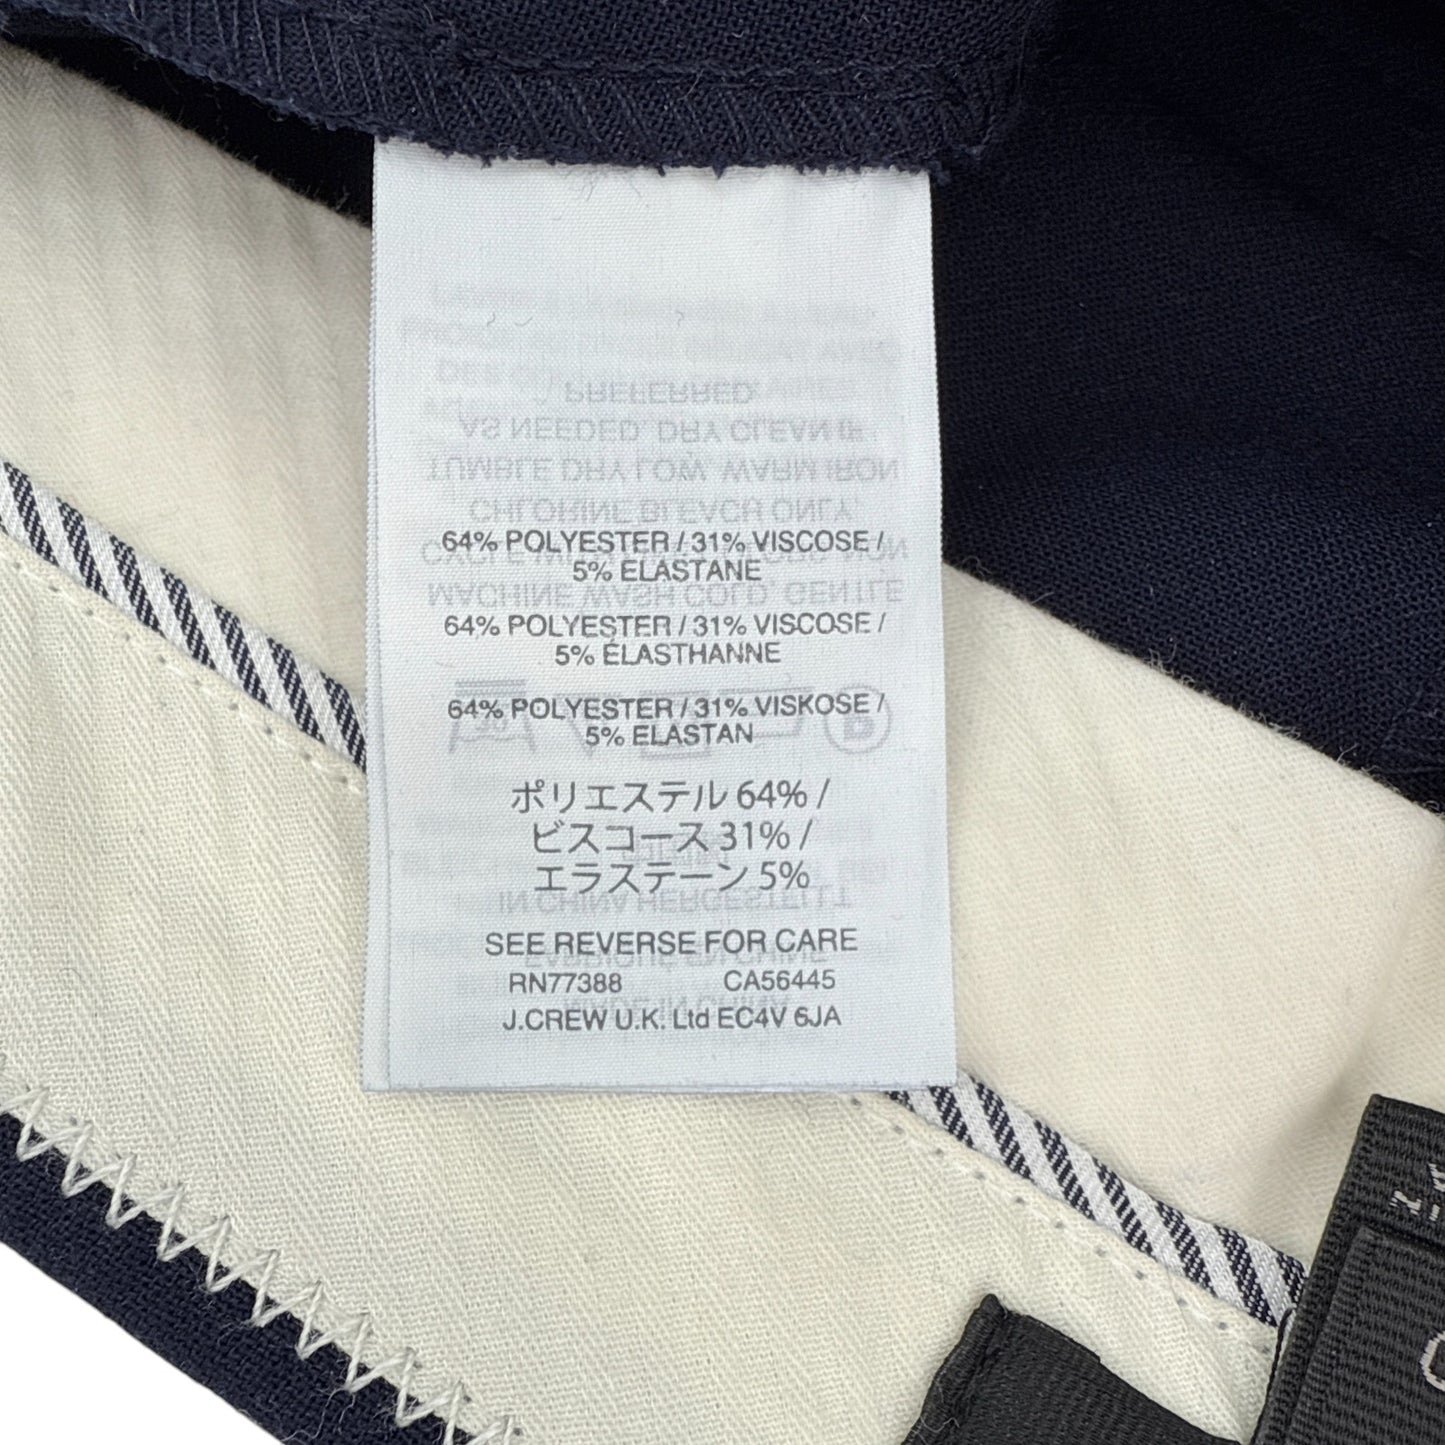 64% POLYESTER / 31% VISCOSE /
5% ELASTANE
64% POLYESTER / 31% VISCOSE /
5% ÉLASTHANNE
64% POLYESTER / 31% VISKOSE /
5% ELASTAN
ポリエステル 64% /
ビスコース 31% /
エラステーン 5%
SEE REVERSE FOR CARE
RN77388 CA56445
J.CREW U.K. Ltd EC4V 6JA